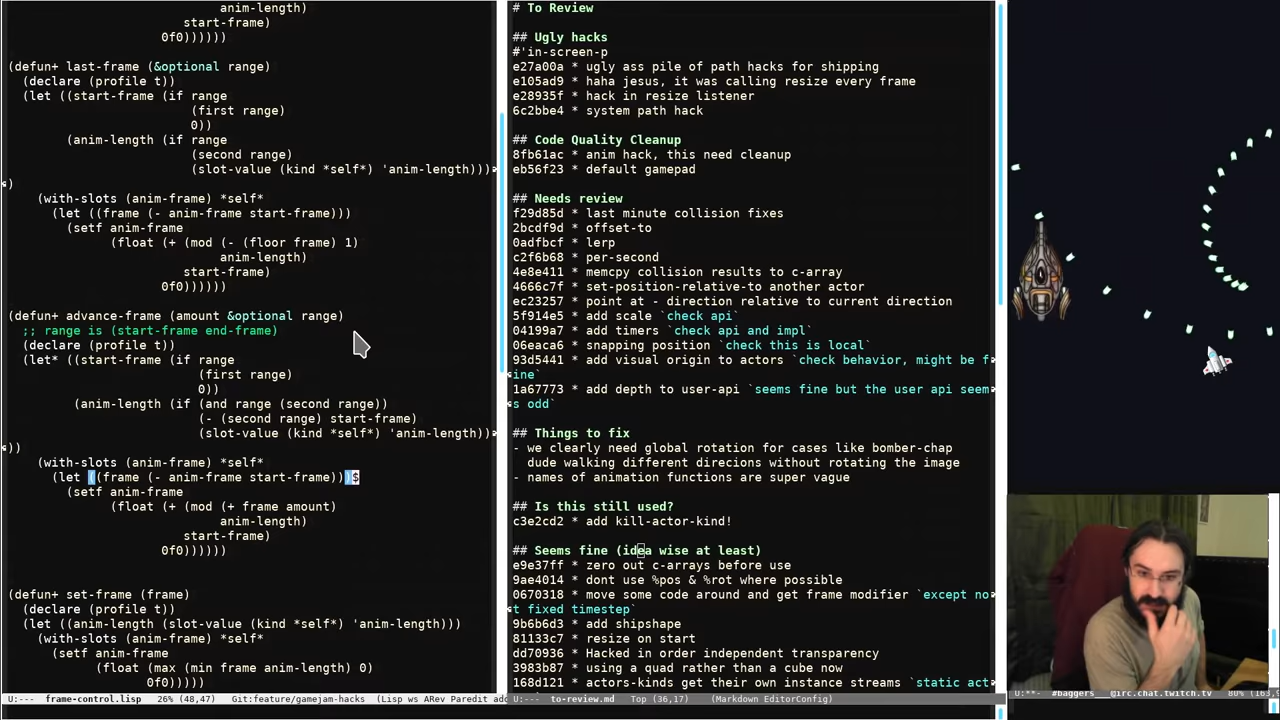 anim-length)
start-frame)
0f0))))))
(defun+ last-frame (&optional range)
(declare (profile t))
(let ((start-frame (if range
(first range)
0))
(anim-length (if range
(second range)
(slot-value (kind *self*) 'anim-length)))
)
(with-slots (anim-frame) *self*
(let ((frame (- anim-frame start-frame)))
(setf anim-frame
(float (+ (mod (- (floor frame) 1)
anim-length)
start-frame)
0f0))))))
(defun+ advance-frame (amount &optional range)
;; range is (start-frame end-frame)
(declare (profile t))
(let* ((start-frame (if range
(first range)
0))
(anim-length (if (and range (second range))
(- (second range) start-frame)
(slot-value (kind *self*) 'anim-length))
))
(with-slots (anim-frame) *self*
(let ((frame (- anim-frame start-frame)))$
(setf anim-frame
(float (+ (mod (+ frame amount)
anim-length)
start-frame)
0f0))))))
(defun+ set-frame (frame)
(declare (profile t))
(let ((anim-length (slot-value (kind *self*) 'anim-length)))
(with-slots (anim-frame) *self*
(setf anim-frame
(float (max (min frame anim-length) 0)
0f0)))))
U:--- frame-control.lisp 26% (48,47) Git:feature/gamejam-hacks (Lisp ws ARev Paredit ad
# To Review
## Ugly hacks
#'in-screen-p
e27a00a * ugly ass pile of path hacks for shipping
e105ad9 * haha jesus, it was calling resize every frame
e28935f * hack in resize listener
6c2bbe4 * system path hack
## Code Quality Cleanup
8fb61ac * anim hack, this need cleanup
eb56f23 * default gamepad
## Needs review
f29d85d * last minute collision fixes
2bcdf9d * offset-to
0adfbcf * lerp
c2f6b68 * per-second
4e8e411 * memcpy collision results to c-array
4666c7f * set-position-relative-to another actor
ec23257 * point at - direction relative to current direction
5f914e5 * add scale `check api`
04199a7 * add timers `check api and impl`
06eaca6 * snapping position `check this is local`
93d5441 * add visual origin to actors `check behavior, might be f
ine`
1a67773 * add depth to user-api `seems fine but the user api seem
s odd`
## Things to fix
- we clearly need global rotation for cases like bomber-chap
dude walking different direcions without rotating the image
- names of animation functions are super vague
## Is this still used?
c3e2cd2 * add kill-actor-kind!
## Seems fine (idea wise at least)
e9e37ff * zero out c-arrays before use
9ae4014 * dont use %pos & %rot where possible
0670318 * move some code around and get frame modifier `except no
t fixed timestep`
9b6b6d3 * add shipshape
81133c7 * resize on start
dd70936 * Hacked in order independent transparency
3983b87 * using a quad rather than a cube now
168d121 * actors-kinds get their own instance streams `static act
U:--- to-review.md Top (36,17) (Markdown EditorConfig)
U:**- #baggers___@irc.chat.twitch.tv 80% (163,9